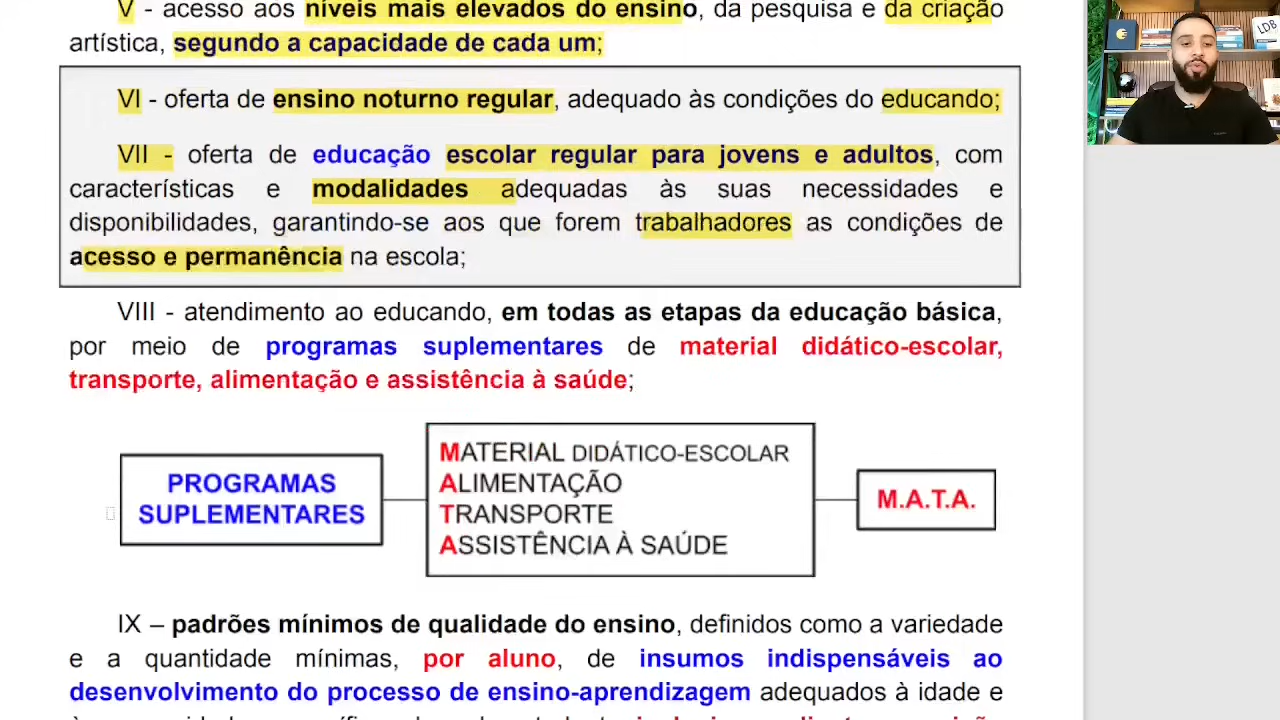 V - acesso aos níveis mais elevados do ensino, da pesquisa e da criação
artística, segundo a capacidade de cada um;
VI - oferta de ensino noturno regular, adequado às condições do educando;
VII - oferta de educação escolar regular para jovens e adultos, com
características e modalidades adequadas às suas necessidades e
disponibilidades, garantindo-se aos que forem trabalhadores as condições de
acesso e permanência na escola;
VIII - atendimento ao educando, em todas as etapas da educação básica,
por meio de programas suplementares de material didático-escolar,
transporte, alimentação e assistência à saúde;
PROGRAMAS
SUPLEMENTARES
MATERIAL DIDÁTICO-ESCOLAR
ALIMENTAÇÃO
TRANSPORTE
ASSISTÊNCIA À SAÚDE
M.A.T.A.
IX – padrões mínimos de qualidade do ensino, definidos como a variedade
e a quantidade mínimas, por aluno, de insumos indispensáveis ao
desenvolvimento do processo de ensino-aprendizagem adequados à idade e
LDB